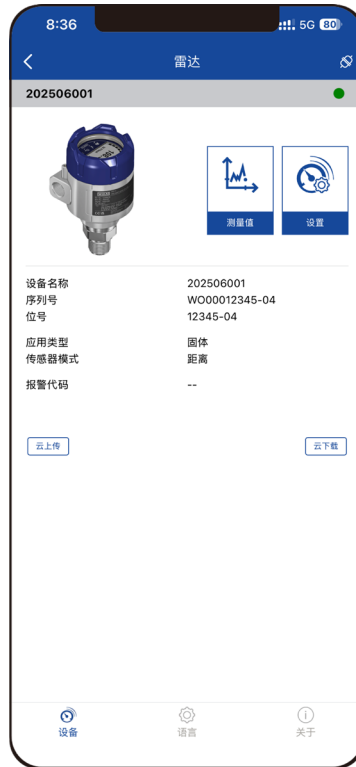 8:36
5G 80
雷达
202506001
测量值
设置
设备名称 202506001
序列号 WO00012345-04
位号 12345-04
应用类型 固体
传感器模式 距离
报警代码 --
云上传
云下载
设备
语言
关于